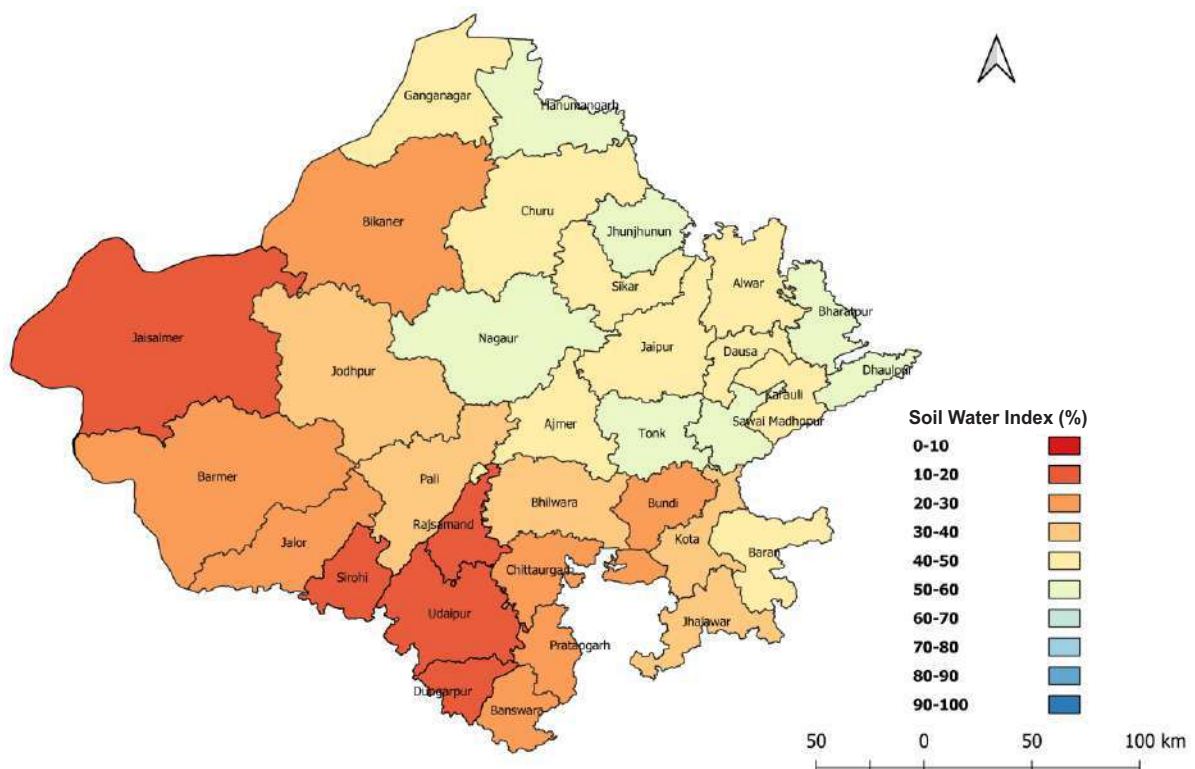 Ganganagar
Hanumangarh
Bikaner
Churu
Jhunjhunun
Sikar
Alwar
Bharatpur
Jaisalmer
Nagaur
Jaipur
Dausa
Jodhpur
Dhaulpur
Karauli
Ajmer
Tonk
Sawai Madhopur
Barmer
Pali
Bhilwara
Bundi
Rajsamand
Kota
Baran
Jalor
Sirohi
Chittaurgarh
Udaipur
Jhalawar
Pratapgarh
Dungarpur
Banswara
Soil Water Index (%)
0-10
10-20
20-30
30-40
40-50
50-60
60-70
70-80
80-90
90-100
50 0 50 100 km